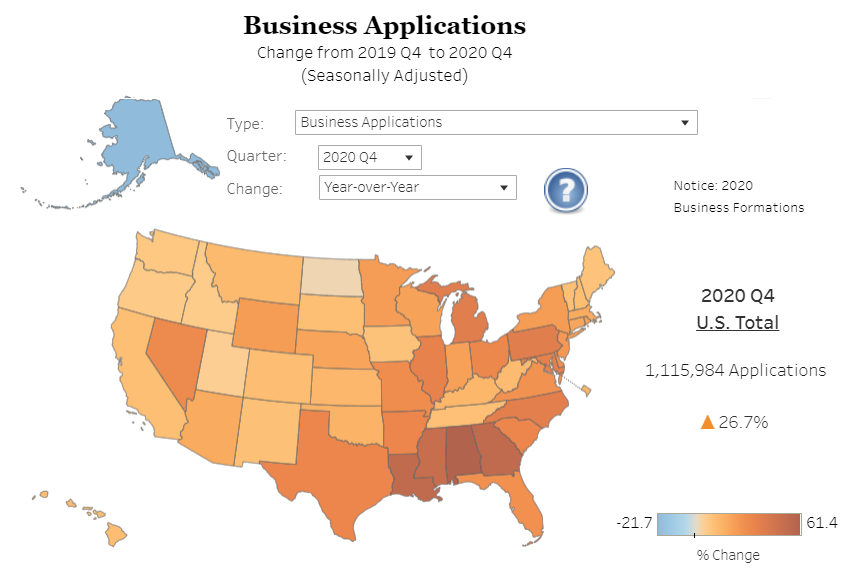 Business Applications
Change from 2019 Q4 to 2020 Q4
(Seasonally Adjusted)
Type: Business Applications
Quarter: 2020 Q4
Change: Year-over-Year
?
Notice: 2020
Business Formations
2020 Q4
U.S. Total
1,115,984 Applications
26.7%
-21.7 61.4
% Change